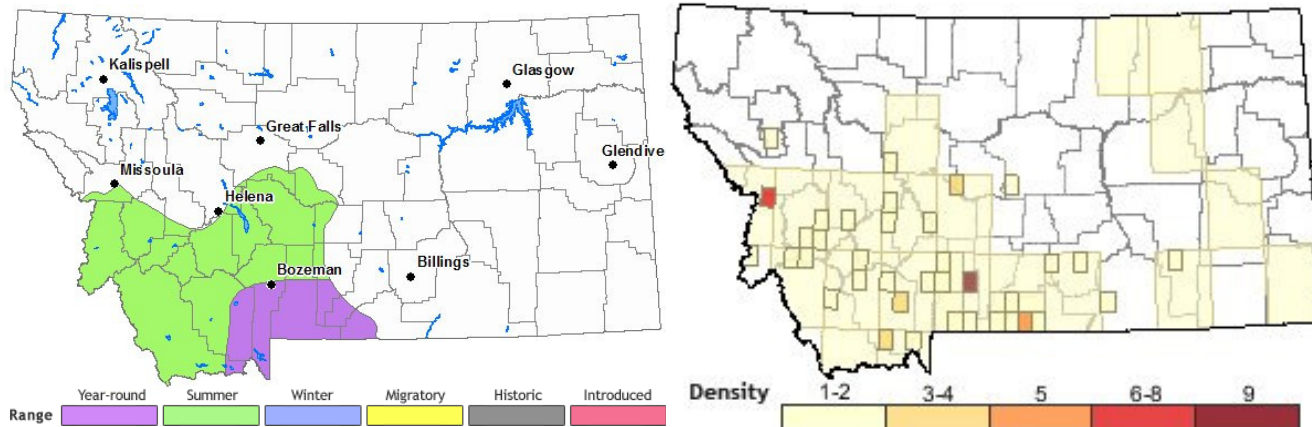 Kalispell
Glasgow
Great Falls
Glendive
Missoula
Helena
Bozeman
Billings
Year-round Summer Winter Migratory Historic Introduced
Range
Density 1-2 3-4 5 6-8 9